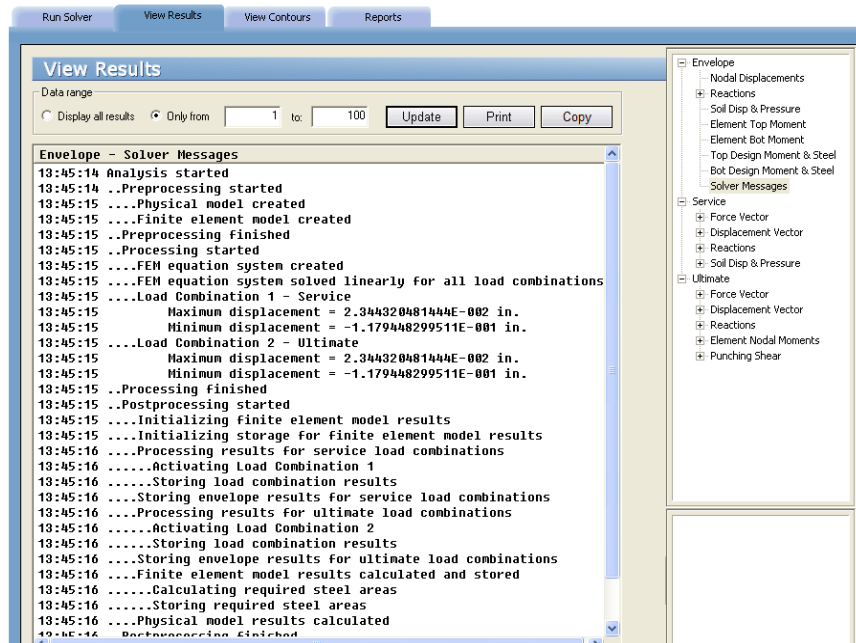 Run Solver
View Results
View Contours
Reports
View Results
Data range
Display all results
Only from
1
to:
100
Update
Print
Copy
Envelope - Solver Messages
13:45:14 Analysis started
13:45:14 ..Preprocessing started
13:45:15 ....Physical model created
13:45:15 ....Finite element model created
13:45:15 ..Preprocessing finished
13:45:15 ..Processing started
13:45:15 ....FEM equation system created
13:45:15 ....FEM equation system solved linearly for all load combinations
13:45:15 ....Load Combination 1 - Service
13:45:15 Maximum displacement = 2.344320481444E-002 in.
13:45:15 Minimum displacement = -1.179448299511E-001 in.
13:45:15 ....Load Combination 2 - Ultimate
13:45:15 Maximum displacement = 2.344320481444E-002 in.
13:45:15 Minimum displacement = -1.179448299511E-001 in.
13:45:15 ..Processing finished
13:45:15 ..Postprocessing started
13:45:15 ....Initializing finite element model results
13:45:15 ....Initializing storage for finite element model results
13:45:16 ....Processing results for service load combinations
13:45:16 ......Activating Load Combination 1
13:45:16 ......Storing load combination results
13:45:16 ....Storing envelope results for service load combinations
13:45:16 ....Processing results for ultimate load combinations
13:45:16 ......Activating Load Combination 2
13:45:16 ......Storing load combination results
13:45:16 ....Storing envelope results for ultimate load combinations
13:45:16 ....Finite element model results calculated and stored
13:45:16 ......Calculating required steel areas
13:45:16 ......Storing required steel areas
13:45:16 ....Physical model results calculated
13:45:16 ..Postprocessing finished
Envelope
Nodal Displacements
Reactions
Soil Disp & Pressure
Element Top Moment
Element Bot Moment
Top Design Moment & Steel
Bot Design Moment & Steel
Solver Messages
Service
Force Vector
Displacement Vector
Reactions
Soil Disp & Pressure
Ultimate
Force Vector
Displacement Vector
Reactions
Element Nodal Moments
Punching Shear